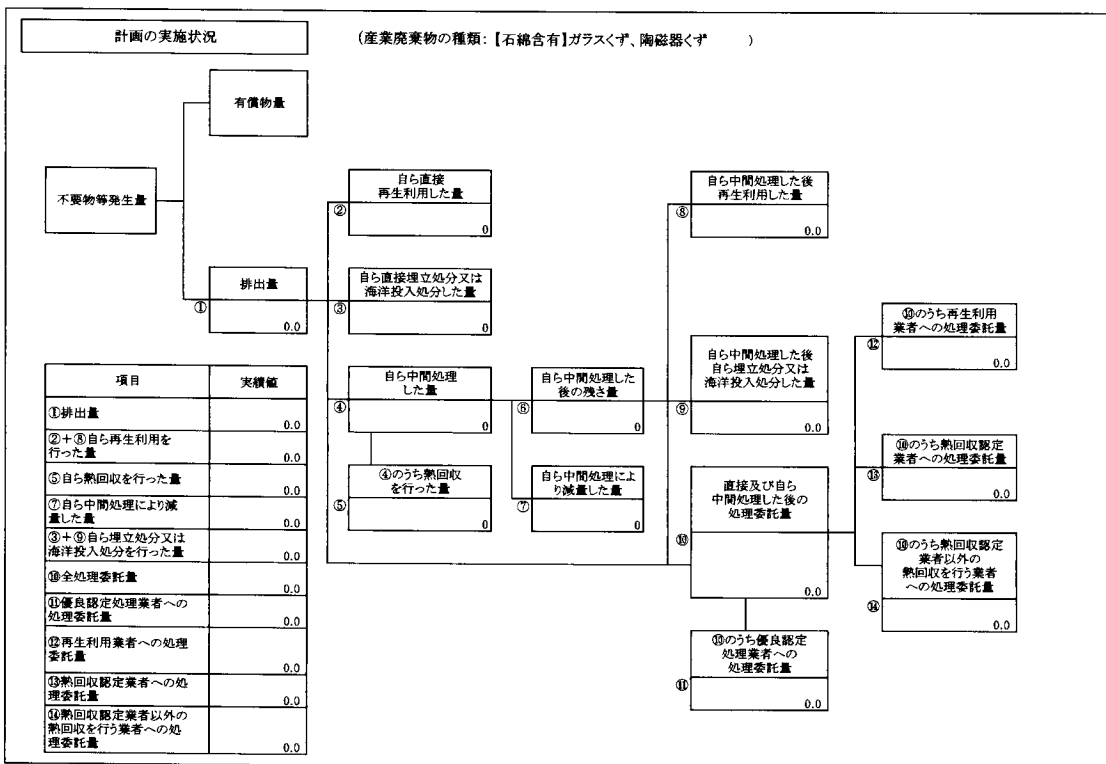 計画の実施状況
(産業廃棄物の種類:【石綿含有】ガラスくず、陶磁器くず )
有償物量
不要物等発生量
排出量
①
0.0
自ら直接
再生利用した量
②
0
自ら直接埋立処分又は
海洋投入処分した量
③
0
自ら中間処理
した量
④
0
④のうち熱回収
を行った量
⑤
0
自ら中間処理した
後の残さ量
⑥
0
自ら中間処理によ
り減量した量
⑦
0
自ら中間処理した後
再生利用した量
⑧
0.0
自ら中間処理した後
自ら埋立処分又は
海洋投入処分した量
⑨
0.0
直接及び自ら
中間処理した後の
処理委託量
⑩
0.0
⑩のうち優良認定
処理業者への
処理委託量
⑪
0.0
⑩のうち再生利用
業者への処理委託量
⑫
0.0
⑩のうち熱回収認定
業者への処理委託量
⑬
0.0
⑩のうち熱回収認定
業者以外の
熱回収を行う業者
への処理委託量
⑭
0.0
項目 実績値
①排出量
0.0
②+⑧自ら再生利用を
行った量
0.0
⑤自ら熱回収を行った量
0.0
⑦自ら中間処理により減
量した量
0.0
③+⑨自ら埋立処分又は
海洋投入処分を行った量
0.0
⑩全処理委託量
0.0
⑪優良認定処理業者への
処理委託量
0.0
⑫再生利用業者への処理
委託量
0.0
⑬熱回収認定業者への処
理委託量
0.0
⑭熱回収認定業者以外の
熱回収を行う業者への処
理委託量
0.0